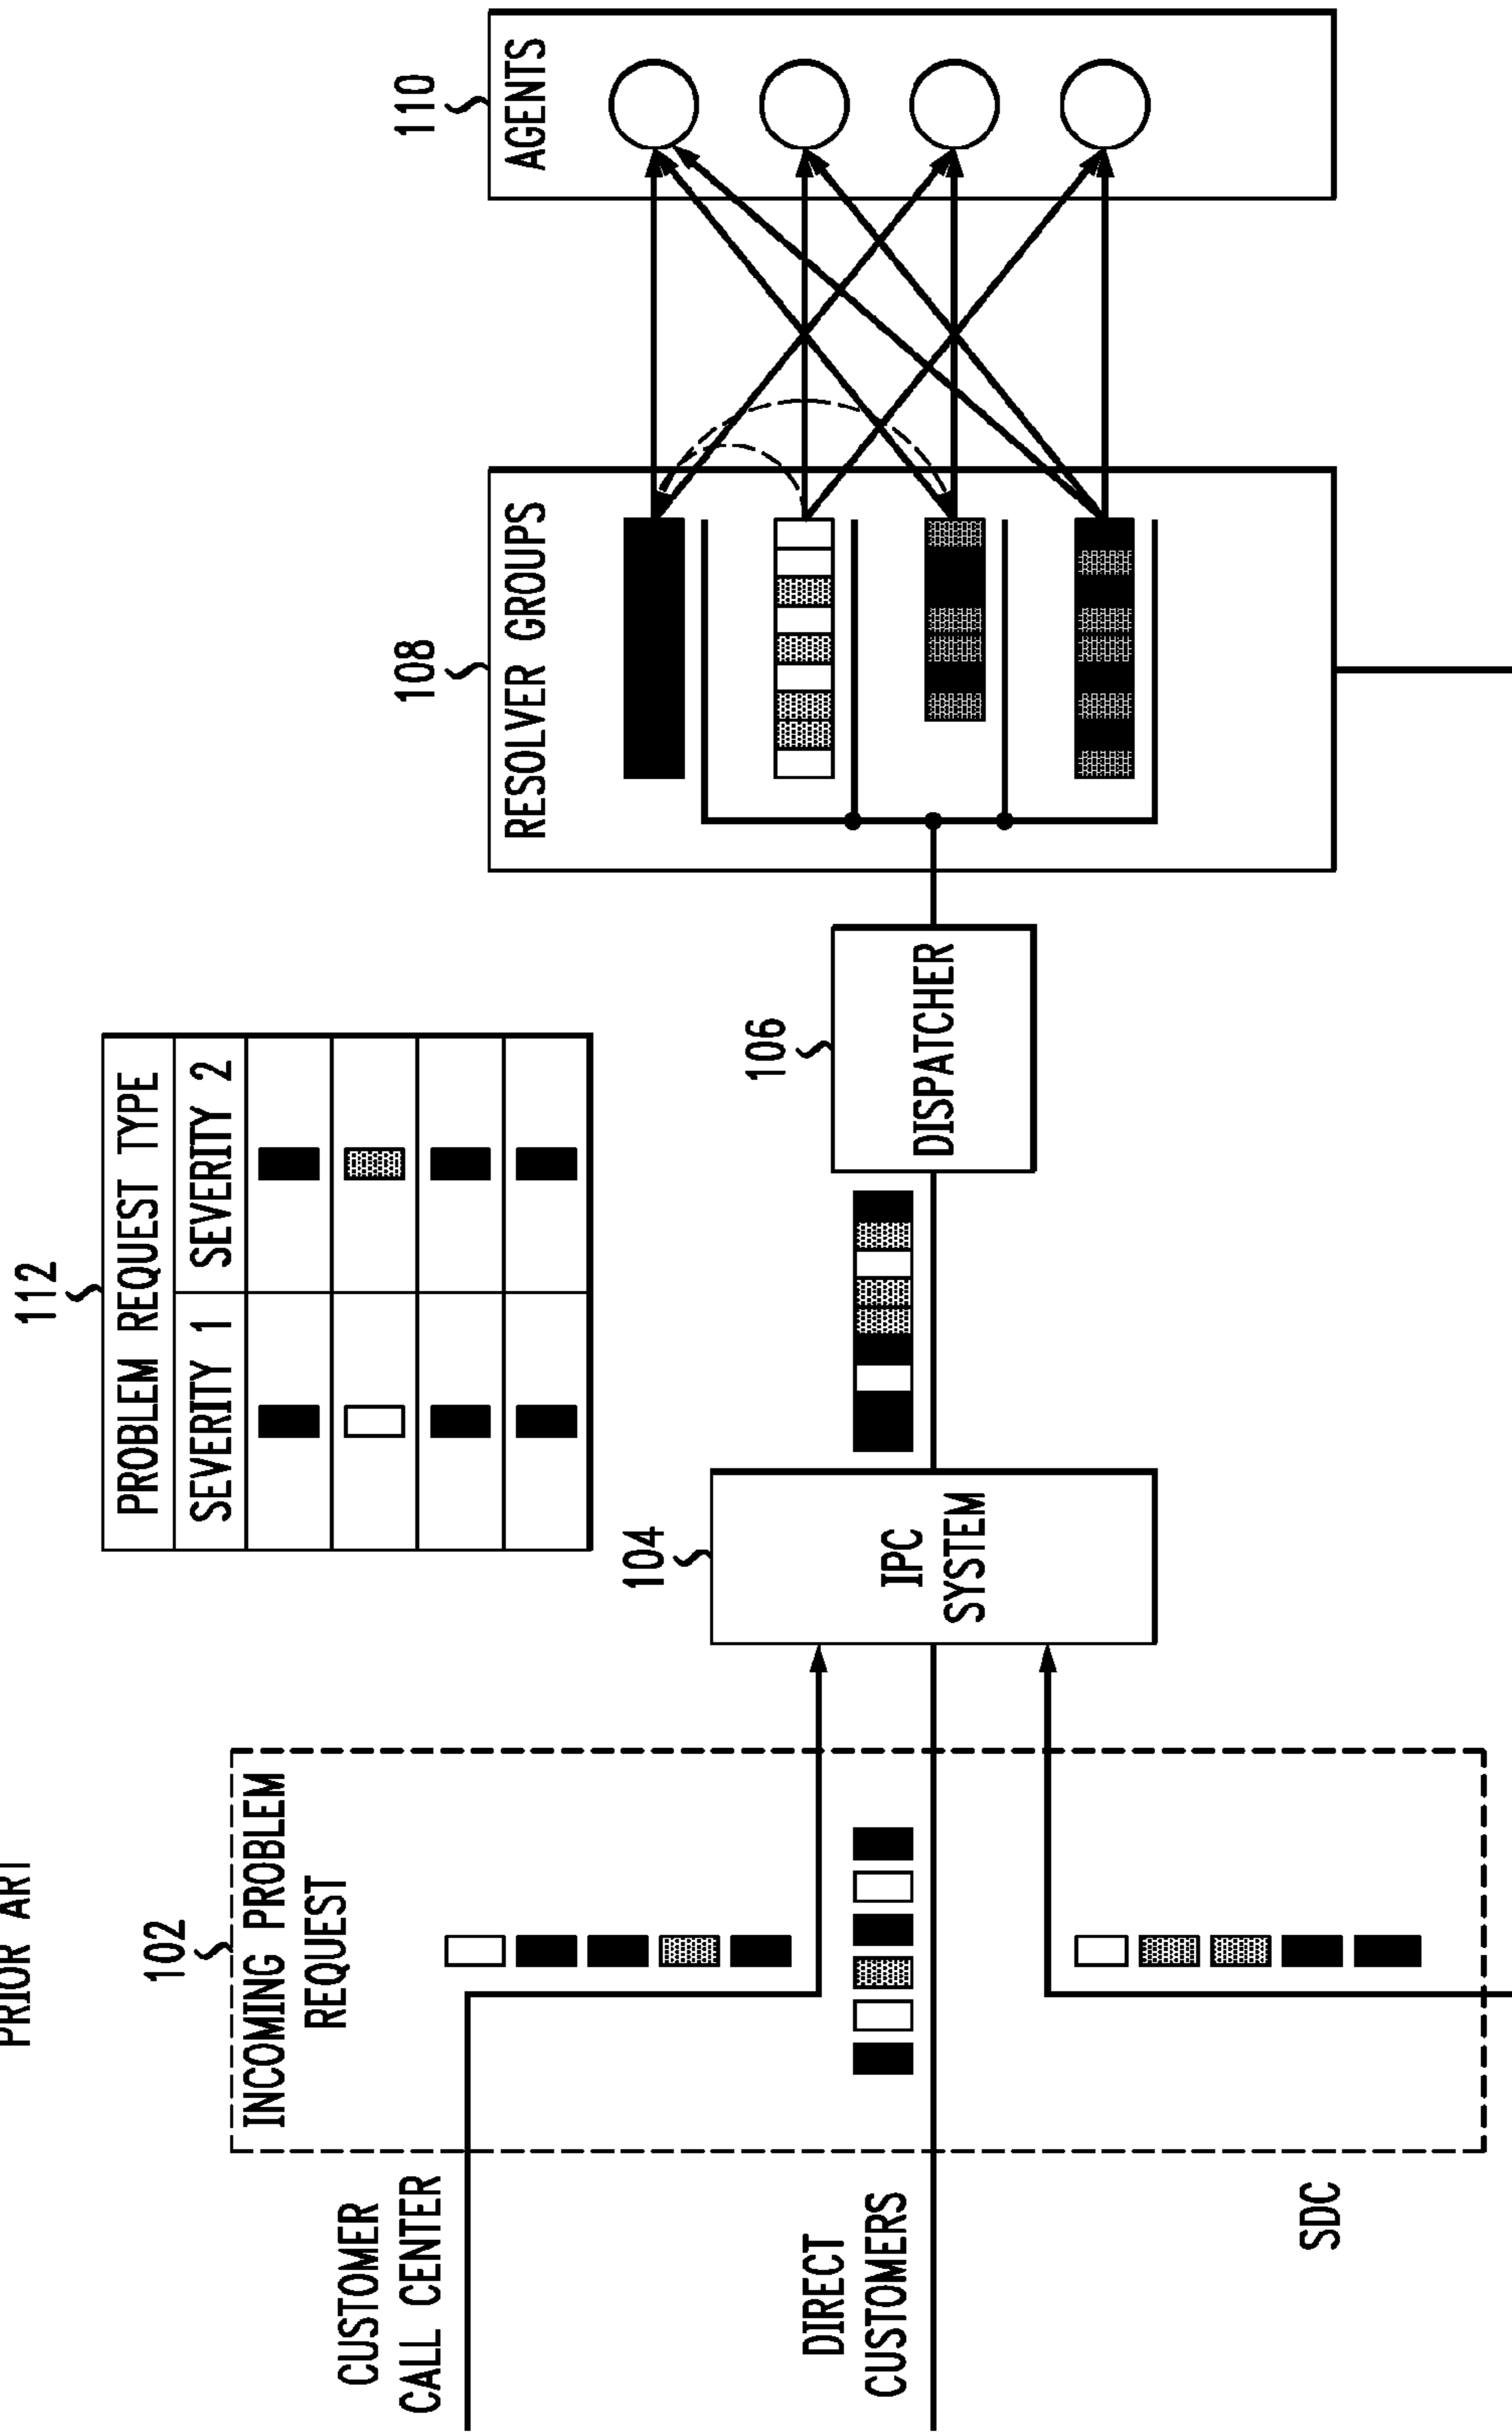 PRIOR ART
112
PROBLEM REQUEST TYPE
SEVERITY 1
SEVERITY 2
102
INCOMING PROBLEM
REQUEST
CUSTOMER
CALL CENTER
DIRECT
CUSTOMERS
SDC
104
IPC
SYSTEM
106
DISPATCHER
108
RESOLVER GROUPS
110
AGENTS